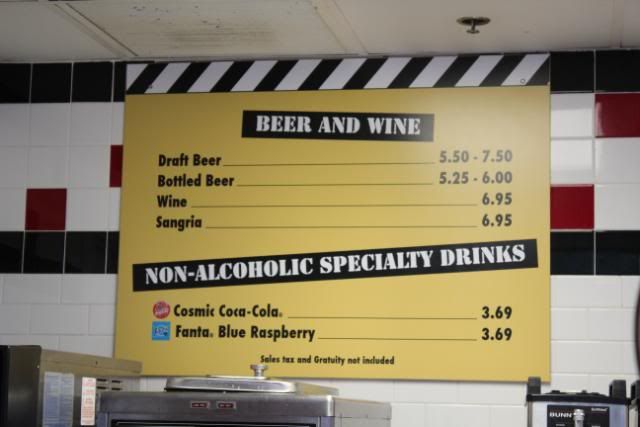 BEER AND WINE
Draft Beer 5.50 - 7.50
Bottled Beer 5.25 - 6.00
Wine 6.95
Sangria 6.95
NON-ALCOHOLIC SPECIALTY DRINKS
Cosmic Coca-Cola® 3.69
Fanta® Blue Raspberry 3.69
Sales tax and Gratuity not included
BUNN